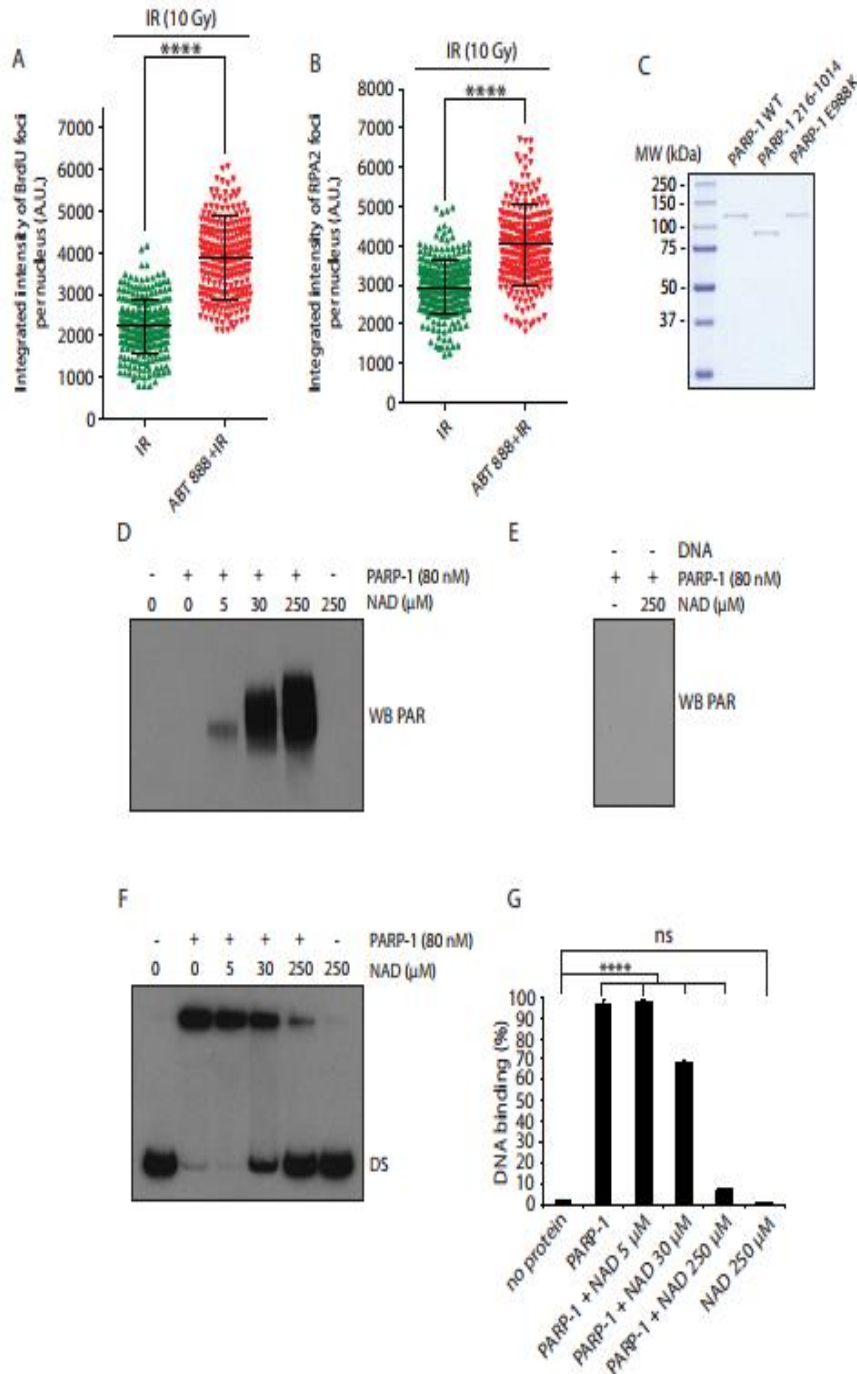 A
IR (10 Gy)
****
Integrated intensity of BrdU foci
per nucleus (A.U.)
7000
6000
5000
4000
3000
2000
1000
0
IR
ABT 888+IR
B
IR (10 Gy)
****
Integrated intensity of RPA2 foci
per nucleus (A.U.)
8000
7000
6000
5000
4000
3000
2000
1000
0
IR
ABT 888+IR
C
PARP-1 WT
PARP-1 216-1014
PARP-1 E988K
MW (kDa)
250 -
150 -
100 -
75 -
50 -
37 -
D
- + + + + - PARP-1 (80 nM)
0 0 5 30 250 250 NAD (µM)
WB PAR
E
- - DNA
+ + PARP-1 (80 nM)
- 250 NAD (µM)
WB PAR
F
- + + + + - PARP-1 (80 nM)
0 0 5 30 250 250 NAD (µM)
DS
G
ns
****
DNA binding (%)
100
90
80
70
60
50
40
30
20
10
0
no protein
PARP-1
PARP-1 + NAD 5 µM
PARP-1 + NAD 30 µM
PARP-1 + NAD 250 µM
NAD 250 µM